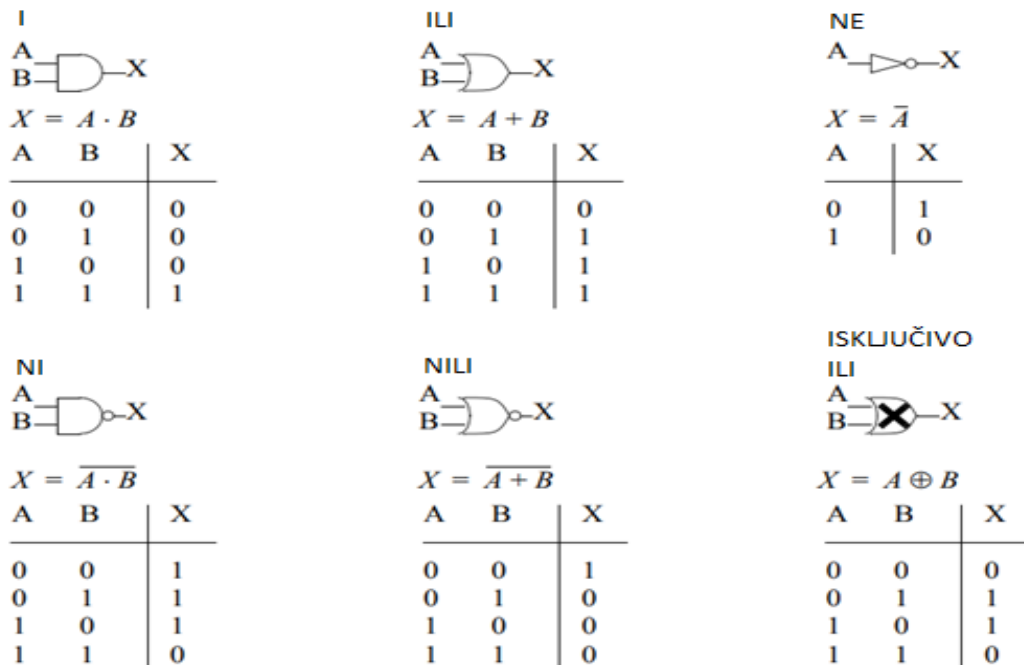 I
A
B
X
X = A · B
A B X
0 0 0
0 1 0
1 0 0
1 1 1
ILI
A
B
X
X = A + B
A B X
0 0 0
0 1 1
1 0 1
1 1 1
NE
A
X
X = A̅
A X
0 1
1 0
NI
A
B
X
X = A̅ ̅·̅ ̅B̅
A B X
0 0 1
0 1 1
1 0 1
1 1 0
NILI
A
B
X
X = A̅ ̅+̅ ̅B̅
A B X
0 0 1
0 1 0
1 0 0
1 1 0
ISKLJUČIVO
ILI
A
B
X
X = A ⊕ B
A B X
0 0 0
0 1 1
1 0 1
1 1 0